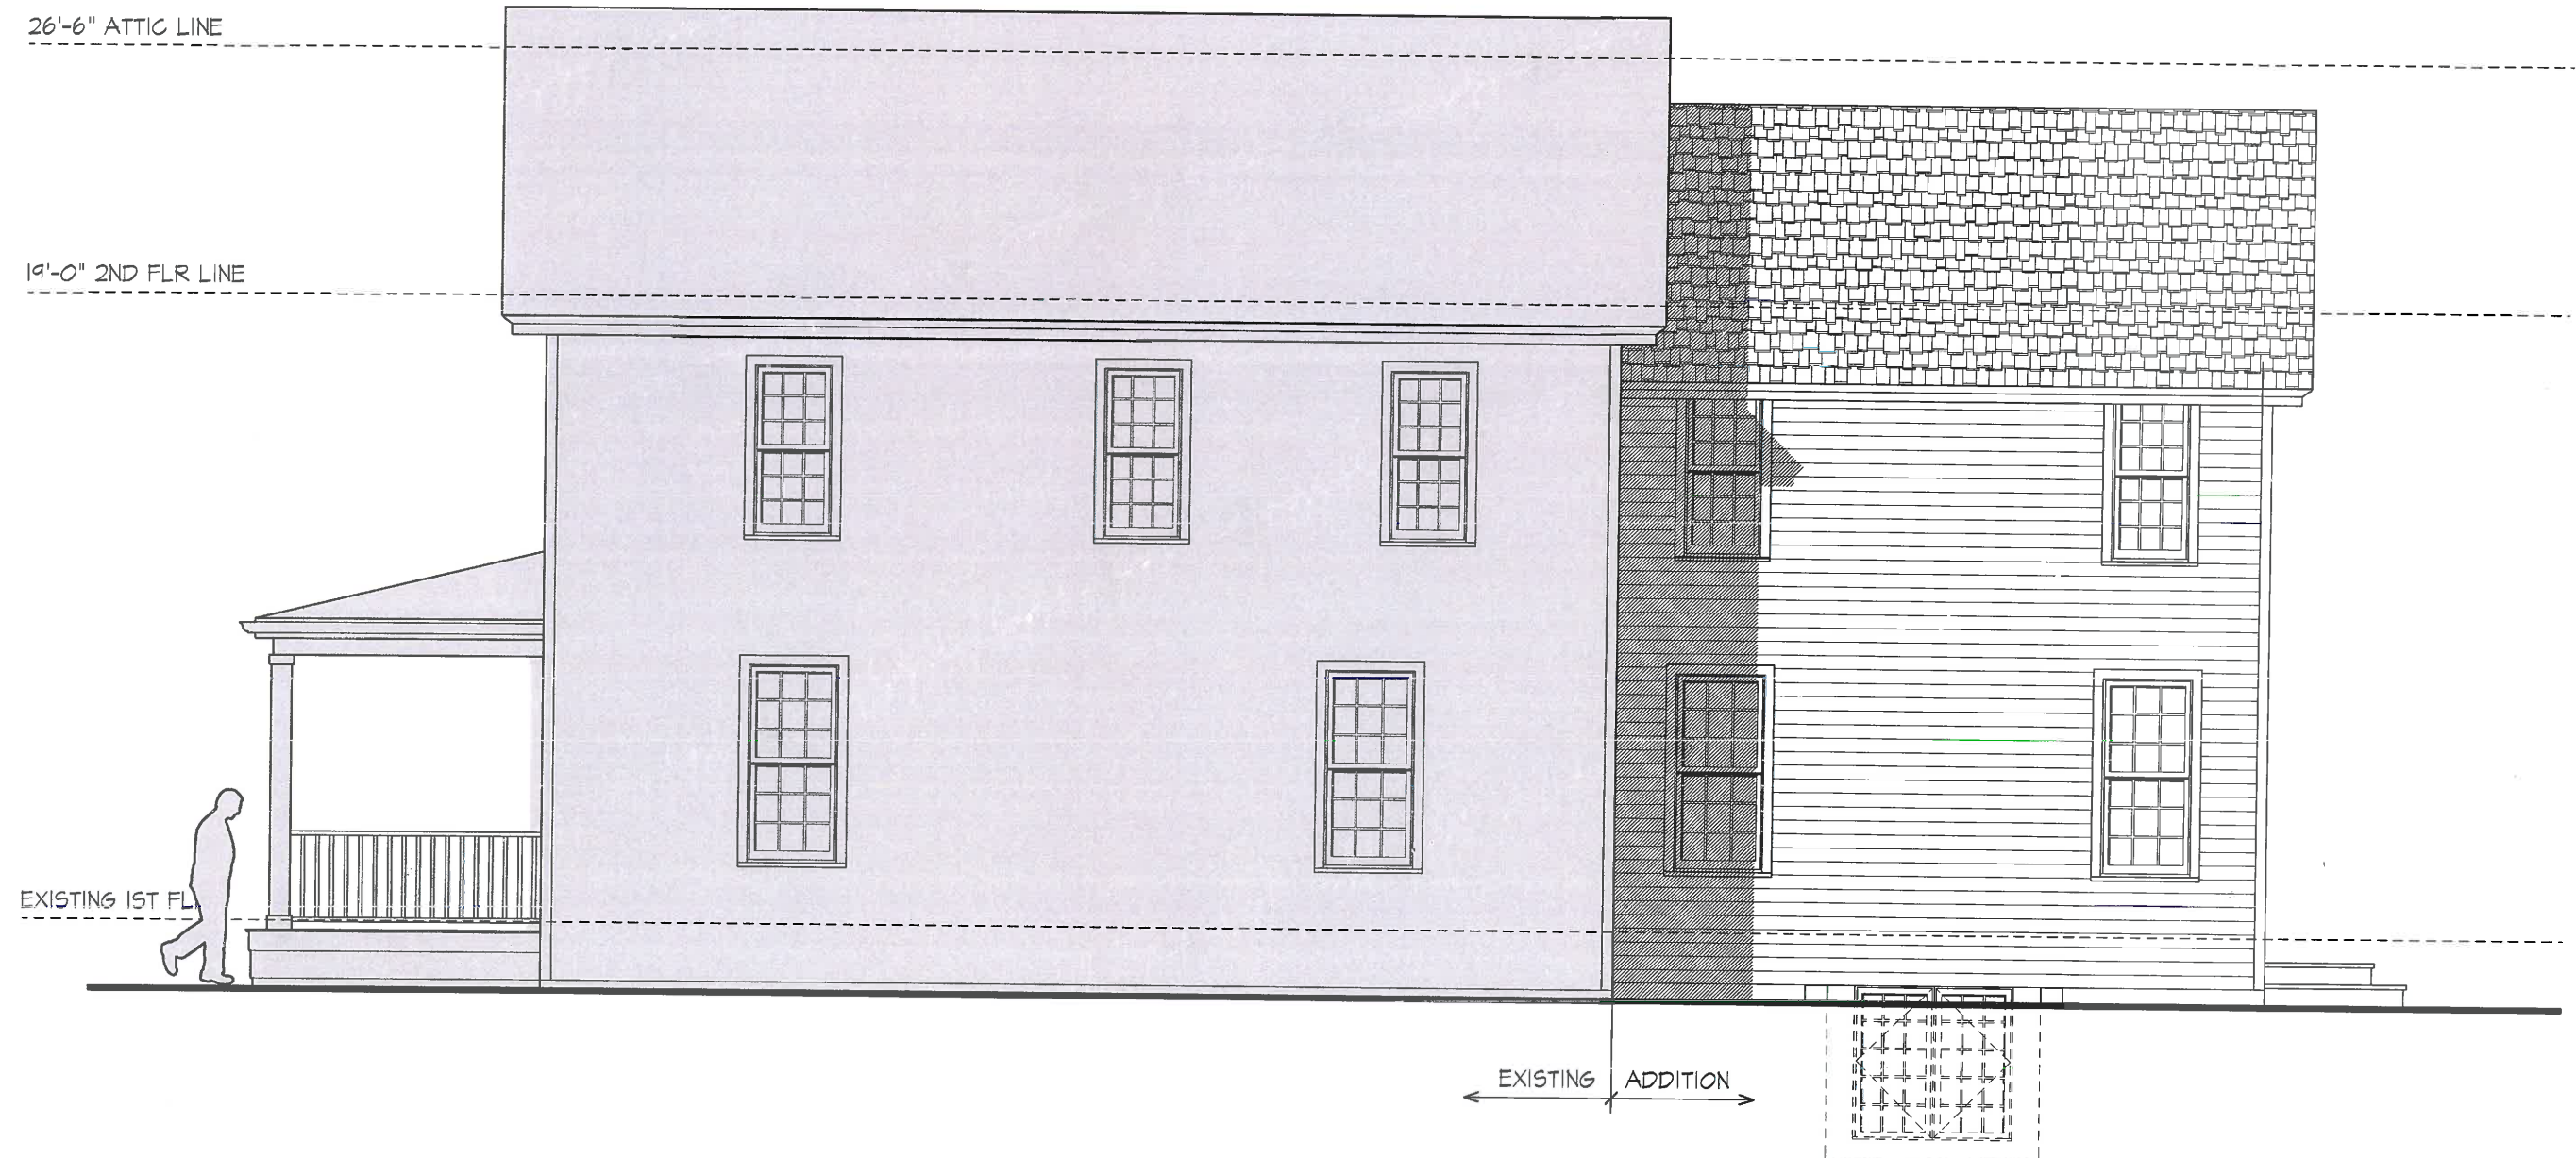 26'-6" ATTIC LINE
19'-0" 2ND FLR LINE
EXISTING 1ST FL
EXISTING
ADDITION